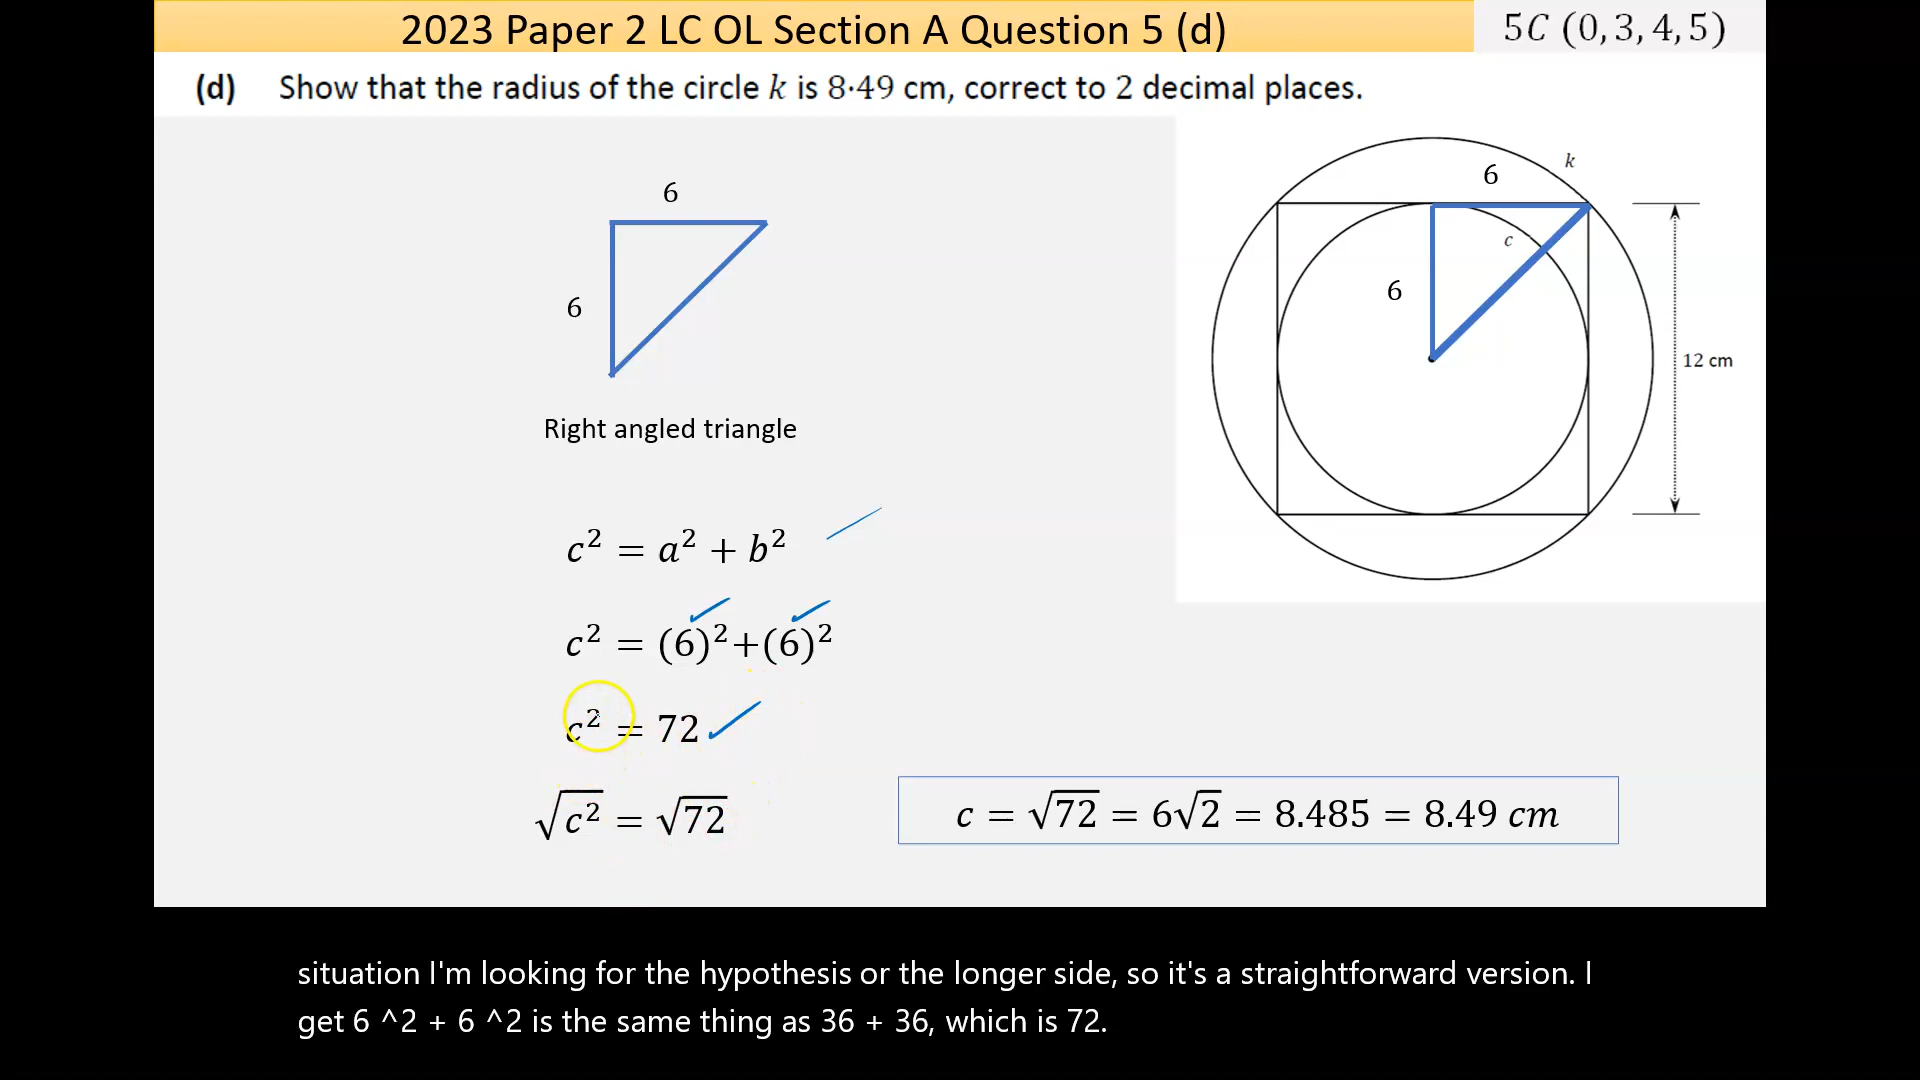 2023 Paper 2 LC OL Section A Question 5 (d)
5C (0, 3, 4, 5)
(d) Show that the radius of the circle k is 8·49 cm, correct to 2 decimal places.
6
6
Right angled triangle
k
6
c
6
12 cm
c² = a² + b²
c² = (6)²+(6)²
c² = 72
√c² = √72
c = √72 = 6√2 = 8.485 = 8.49 cm
situation I'm looking for the hypothesis or the longer side, so it's a straightforward version. I
get 6 ^2 + 6 ^2 is the same thing as 36 + 36, which is 72.